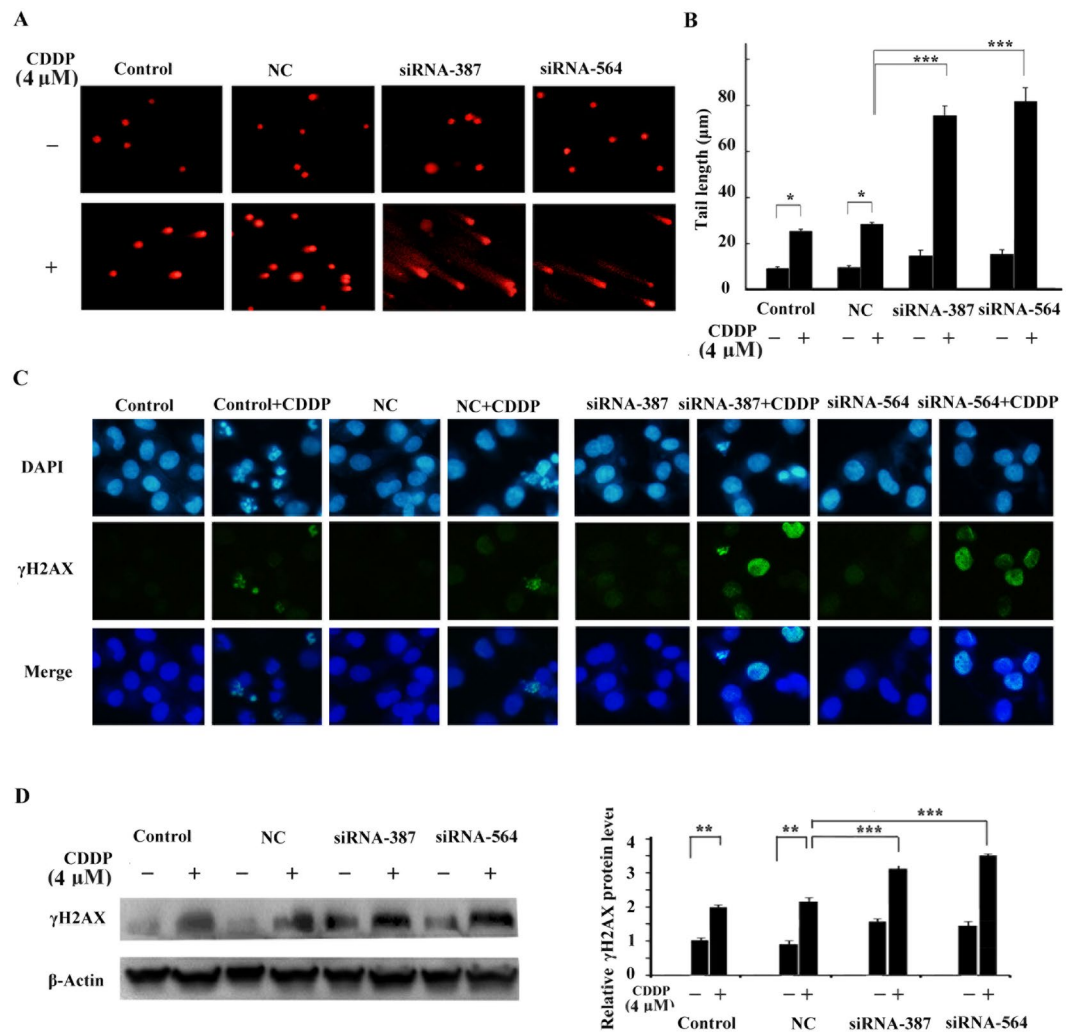 A
CDDP
(4 μM)
Control
NC
siRNA-387
siRNA-564
−
+
B
Tail length (μm)
80
60
40
20
0
*
*
***
***
Control
NC
siRNA-387
siRNA-564
CDDP
(4 μM)
− + − + − + − +
C
Control
Control+CDDP
NC
NC+CDDP
siRNA-387
siRNA-387+CDDP
siRNA-564
siRNA-564+CDDP
DAPI
γH2AX
Merge
D
Control
NC
siRNA-387
siRNA-564
CDDP
(4 μM)
− + − + − + − +
γH2AX
β-Actin
Relative γH2AX protein level
4
3
2
1
0
**
**
***
***
CDDP
(4 μM)
− + − + − + − +
Control
NC
siRNA-387
siRNA-564